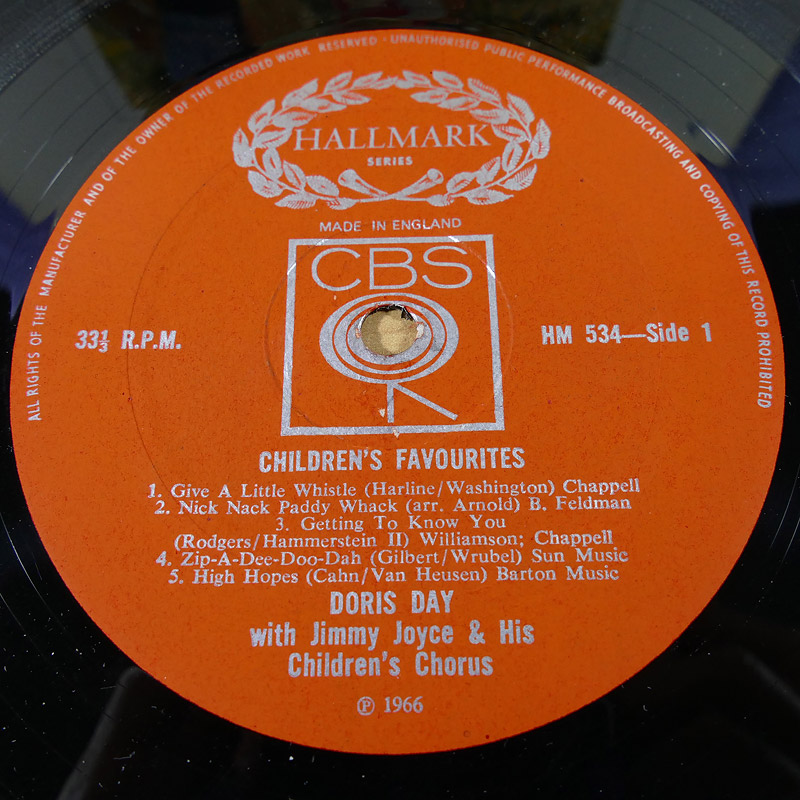 ALL RIGHTS OF THE MANUFACTURER AND OF THE OWNER OF THE RECORDED WORK RESERVED · UNAUTHORISED PUBLIC PERFORMANCE BROADCASTING AND COPYING OF THIS RECORD PROHIBITED
HALLMARK
SERIES
MADE IN ENGLAND
CBS
33⅓ R.P.M.
HM 534—Side 1
CHILDREN'S FAVOURITES
1. Give A Little Whistle (Harline/Washington) Chappell
2. Nick Nack Paddy Whack (arr. Arnold) B. Feldman
3. Getting To Know You
(Rodgers/Hammerstein II) Williamson; Chappell
4. Zip-A-Dee-Doo-Dah (Gilbert/Wrubel) Sun Music
5. High Hopes (Cahn/Van Heusen) Barton Music
DORIS DAY
with Jimmy Joyce & His
Children's Chorus
℗ 1966